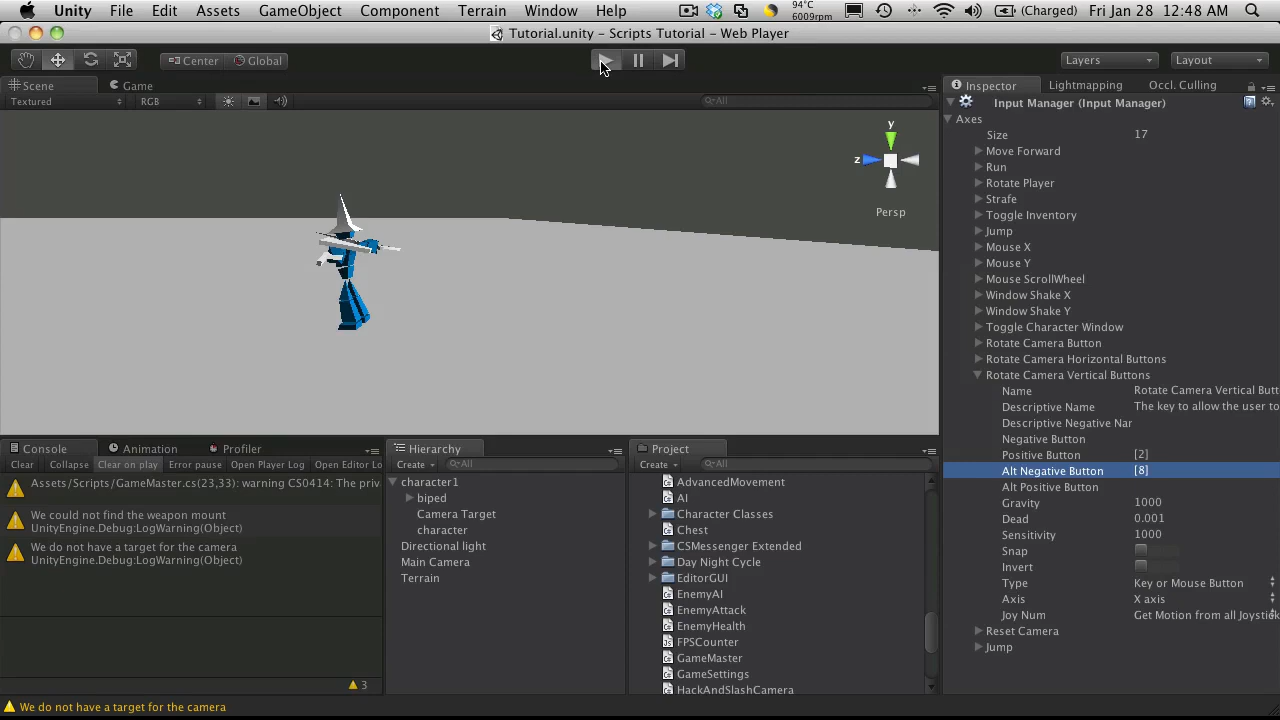 Unity File Edit Assets GameObject Component Terrain Window Help 94°C 6009rpm (Charged) Fri Jan 28 12:48 AM
Tutorial.unity – Scripts Tutorial – Web Player
Center Global Layers Layout
Scene Game
Textured RGB All
y
z
Persp
Inspector Lightmapping Occl. Culling
Input Manager (Input Manager)
Axes
Size 17
Move Forward
Run
Rotate Player
Strafe
Toggle Inventory
Jump
Mouse X
Mouse Y
Mouse ScrollWheel
Window Shake X
Window Shake Y
Toggle Character Window
Rotate Camera Button
Rotate Camera Horizontal Buttons
Rotate Camera Vertical Buttons
Name Rotate Camera Vertical Butt
Descriptive Name The key to allow the user to
Descriptive Negative Nar
Negative Button
Positive Button [2]
Alt Negative Button [8]
Alt Positive Button
Gravity 1000
Dead 0.001
Sensitivity 1000
Snap
Invert
Type Key or Mouse Button
Axis X axis
Joy Num Get Motion from all Joystick
Reset Camera
Jump
Console Animation Profiler
Clear Collapse Clear on play Error pause Open Player Log Open Editor Lo
Assets/Scripts/GameMaster.cs(23,33): warning CS0414: The priv
We could not find the weapon mount
UnityEngine.Debug:LogWarning(Object)
We do not have a target for the camera
UnityEngine.Debug:LogWarning(Object)
3
Hierarchy
Create All
character1
biped
Camera Target
character
Directional light
Main Camera
Terrain
Project
Create All
AdvancedMovement
AI
Character Classes
Chest
CSMessenger Extended
Day Night Cycle
EditorGUI
EnemyAI
EnemyAttack
EnemyHealth
FPSCounter
GameMaster
GameSettings
HackAndSlashCamera
We do not have a target for the camera